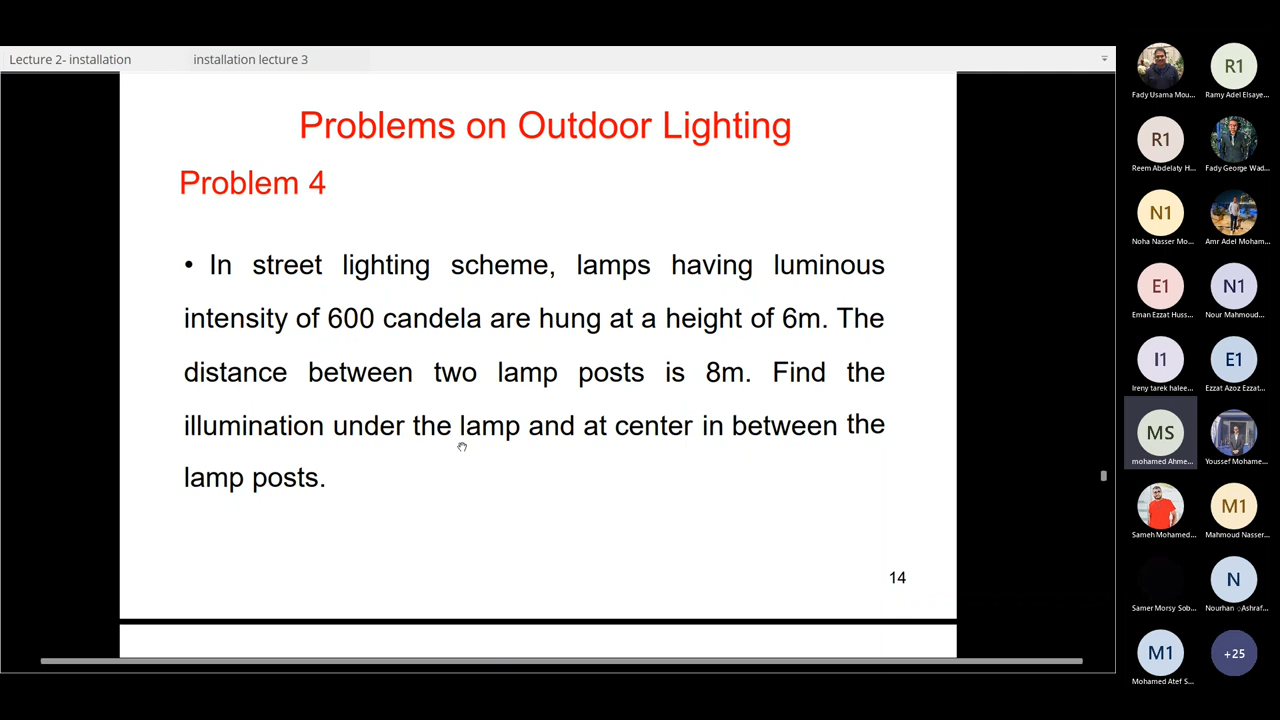 Lecture 2- installation
installation lecture 3
Problems on Outdoor Lighting
Problem 4
• In street lighting scheme, lamps having luminous
intensity of 600 candela are hung at a height of 6m. The
distance between two lamp posts is 8m. Find the
illumination under the lamp and at center in between the
lamp posts.
14
Fady Usama Mou...
R1
Ramy Adel Elsaye...
R1
Reem Abdelaty H...
Fady George Wad...
N1
Noha Nasser Mo...
Amr Adel Moham...
E1
Eman Ezzat Huss...
N1
Nour Mahmoud...
I1
Ireny tarek halee...
E1
Ezzat Azoz Ezzat...
MS
mohamed Ahme...
Youssef Mohame...
Sameh Mohamed...
M1
Mahmoud Nasser...
Samer Morsy Sob...
N
Nourhan ِAshraf...
M1
Mohamed Atef S...
+25